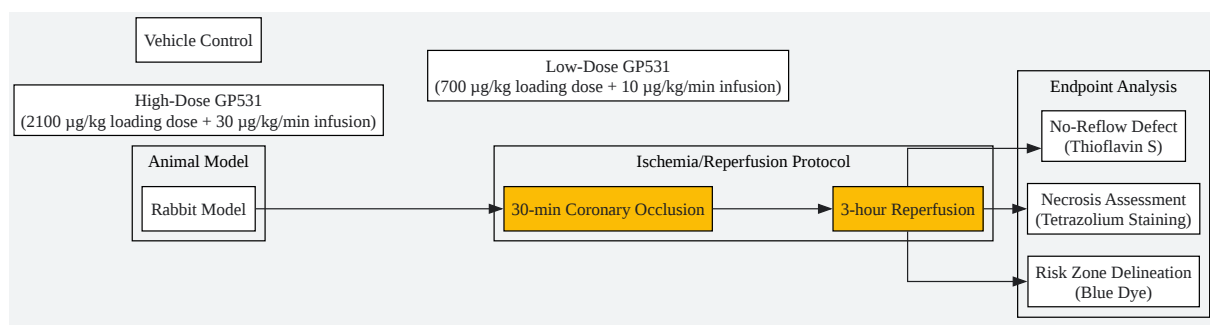 Vehicle Control
Low-Dose GP531
(700 µg/kg loading dose + 10 µg/kg/min infusion)
High-Dose GP531
(2100 µg/kg loading dose + 30 µg/kg/min infusion)
Animal Model
Rabbit Model
Ischemia/Reperfusion Protocol
30-min Coronary Occlusion
3-hour Reperfusion
Endpoint Analysis
No-Reflow Defect
(Thioflavin S)
Necrosis Assessment
(Tetrazolium Staining)
Risk Zone Delineation
(Blue Dye)